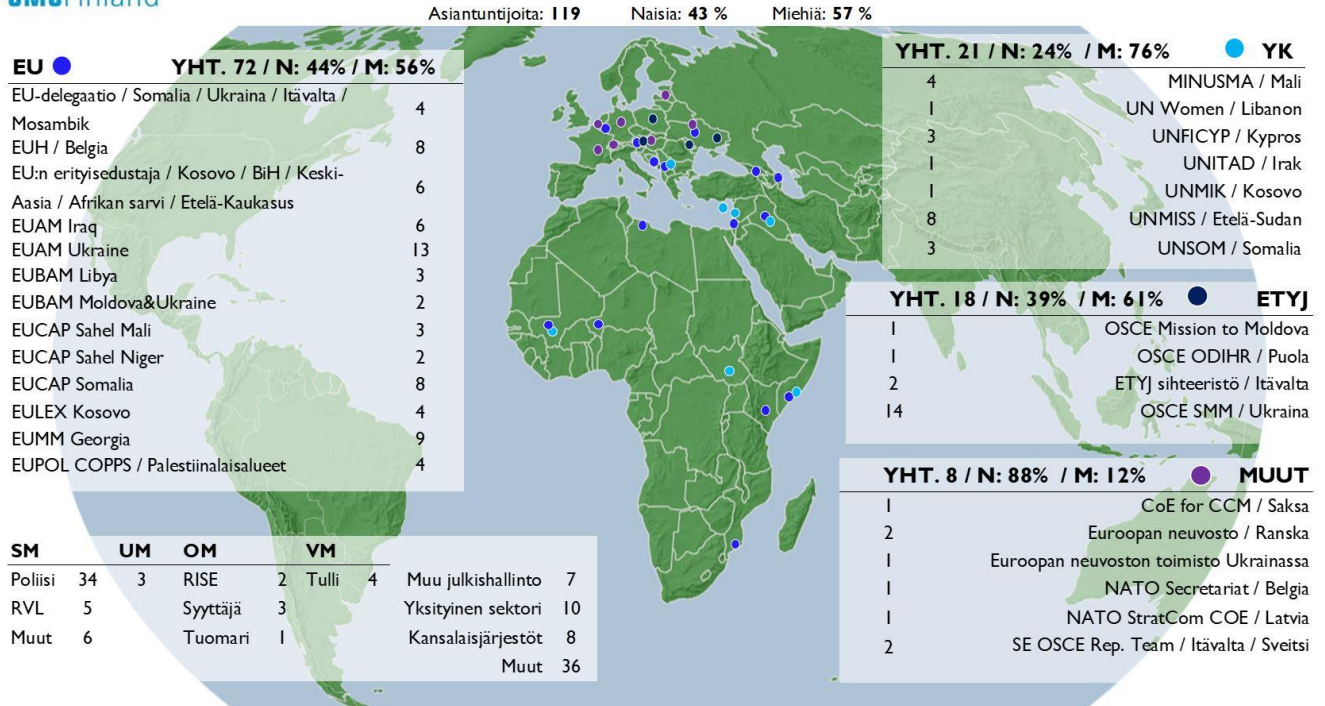 Finland
Asiantuntijoita: 119 Naisia: 43 % Miehiä: 57 %
EU YHT. 72 / N: 44% / M: 56%
EU-delegaatio / Somalia / Ukraina / Itävalta /
Mosambik 4
EUH / Belgia 8
EU:n erityisedustaja / Kosovo / BiH / Keski-
Aasia / Afrikan sarvi / Etelä-Kaukasus 6
EUAM Iraq 6
EUAM Ukraine 13
EUBAM Libya 3
EUBAM Moldova&Ukraine 2
EUCAP Sahel Mali 3
EUCAP Sahel Niger 2
EUCAP Somalia 8
EULEX Kosovo 4
EUMM Georgia 9
EUPOL COPPS / Palestiinalaisalueet 4
YHT. 21 / N: 24% / M: 76% YK
4 MINUSMA / Mali
1 UN Women / Libanon
3 UNFICYP / Kypros
1 UNITAD / Irak
1 UNMIK / Kosovo
8 UNMISS / Etelä-Sudan
3 UNSOM / Somalia
YHT. 18 / N: 39% / M: 61% ETYJ
1 OSCE Mission to Moldova
1 OSCE ODIHR / Puola
2 ETYJ sihteeristö / Itävalta
14 OSCE SMM / Ukraina
YHT. 8 / N: 88% / M: 12% MUUT
1 CoE for CCM / Saksa
2 Euroopan neuvosto / Ranska
1 Euroopan neuvoston toimisto Ukrainassa
1 NATO Secretariat / Belgia
1 NATO StratCom COE / Latvia
2 SE OSCE Rep. Team / Itävalta / Sveitsi
SM UM OM VM
Poliisi 34 3 RISE 2 Tulli 4 Muu julkishallinto 7
RVL 5 Syyttäjä 3 Yksityinen sektori 10
Muut 6 Tuomari 1 Kansalaisjärjestöt 8
Muut 36